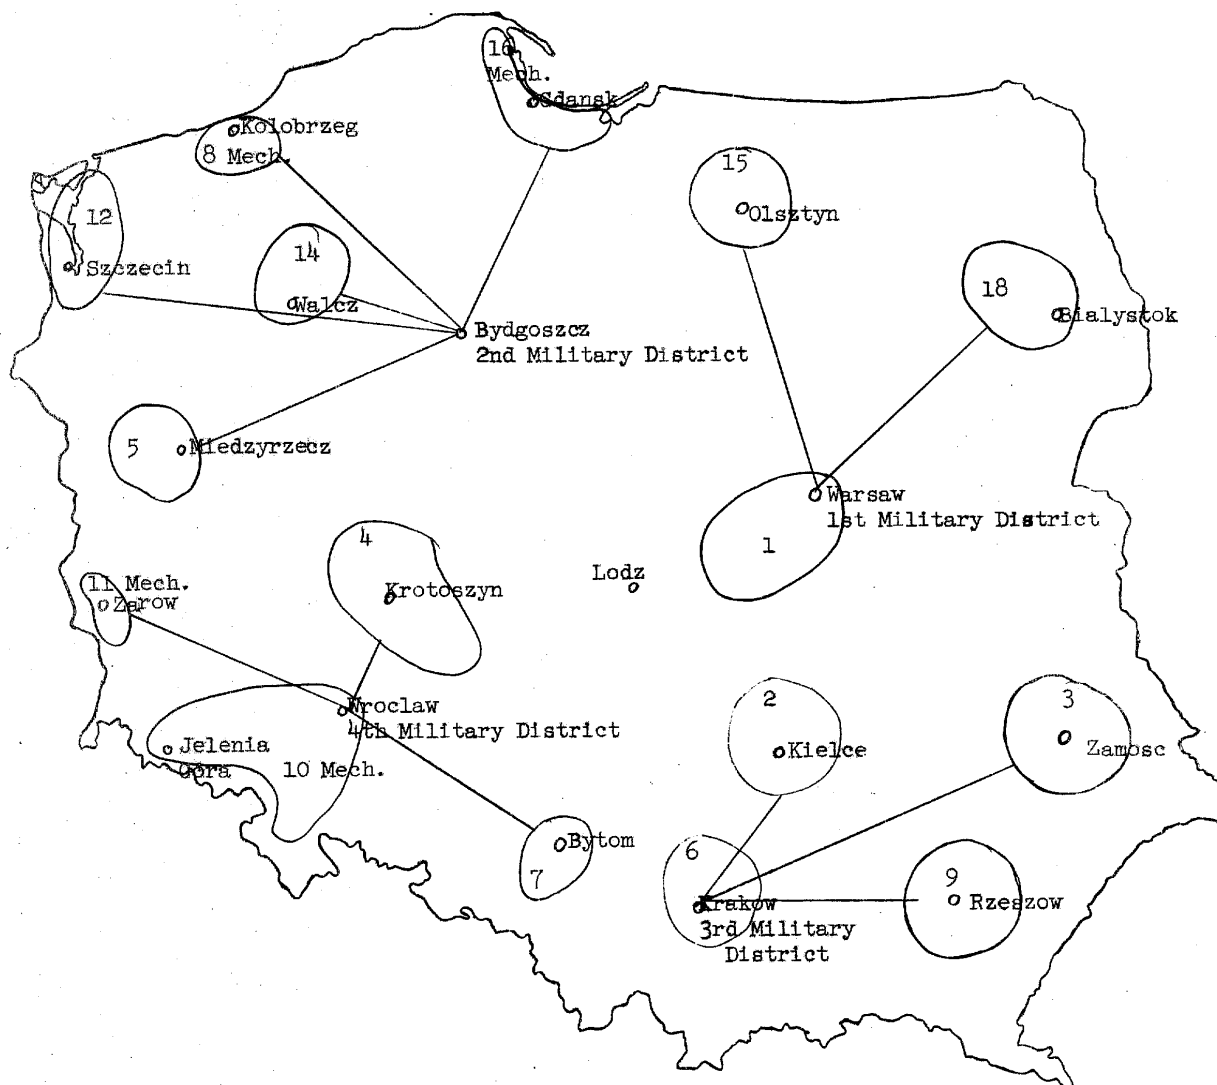 16
Mech.
Gdansk
Kolobrzeg
8 Mech.
15
Olsztyn
12
Szczecin
14
Walcz
18
Bialystok
Bydgoszcz
2nd Military District
5
Miedzyrzecz
Warsaw
1st Military District
1
4
Krotoszyn
Lodz
11 Mech.
Zarow
Wroclaw
4th Military District
Jelenia
Gora
10 Mech.
2
Kielce
3
Zamosc
Bytom
7
6
Krakow
3rd Military
District
9
Rzeszow